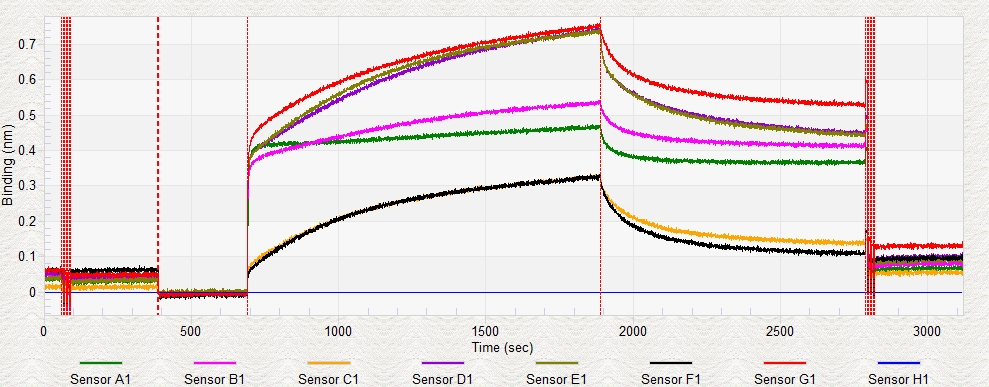 Binding (nm)
0.7
0.6
0.5
0.4
0.3
0.2
0.1
0
0 500 1000 1500 2000 2500 3000
Time (sec)
Sensor A1 Sensor B1 Sensor C1 Sensor D1 Sensor E1 Sensor F1 Sensor G1 Sensor H1